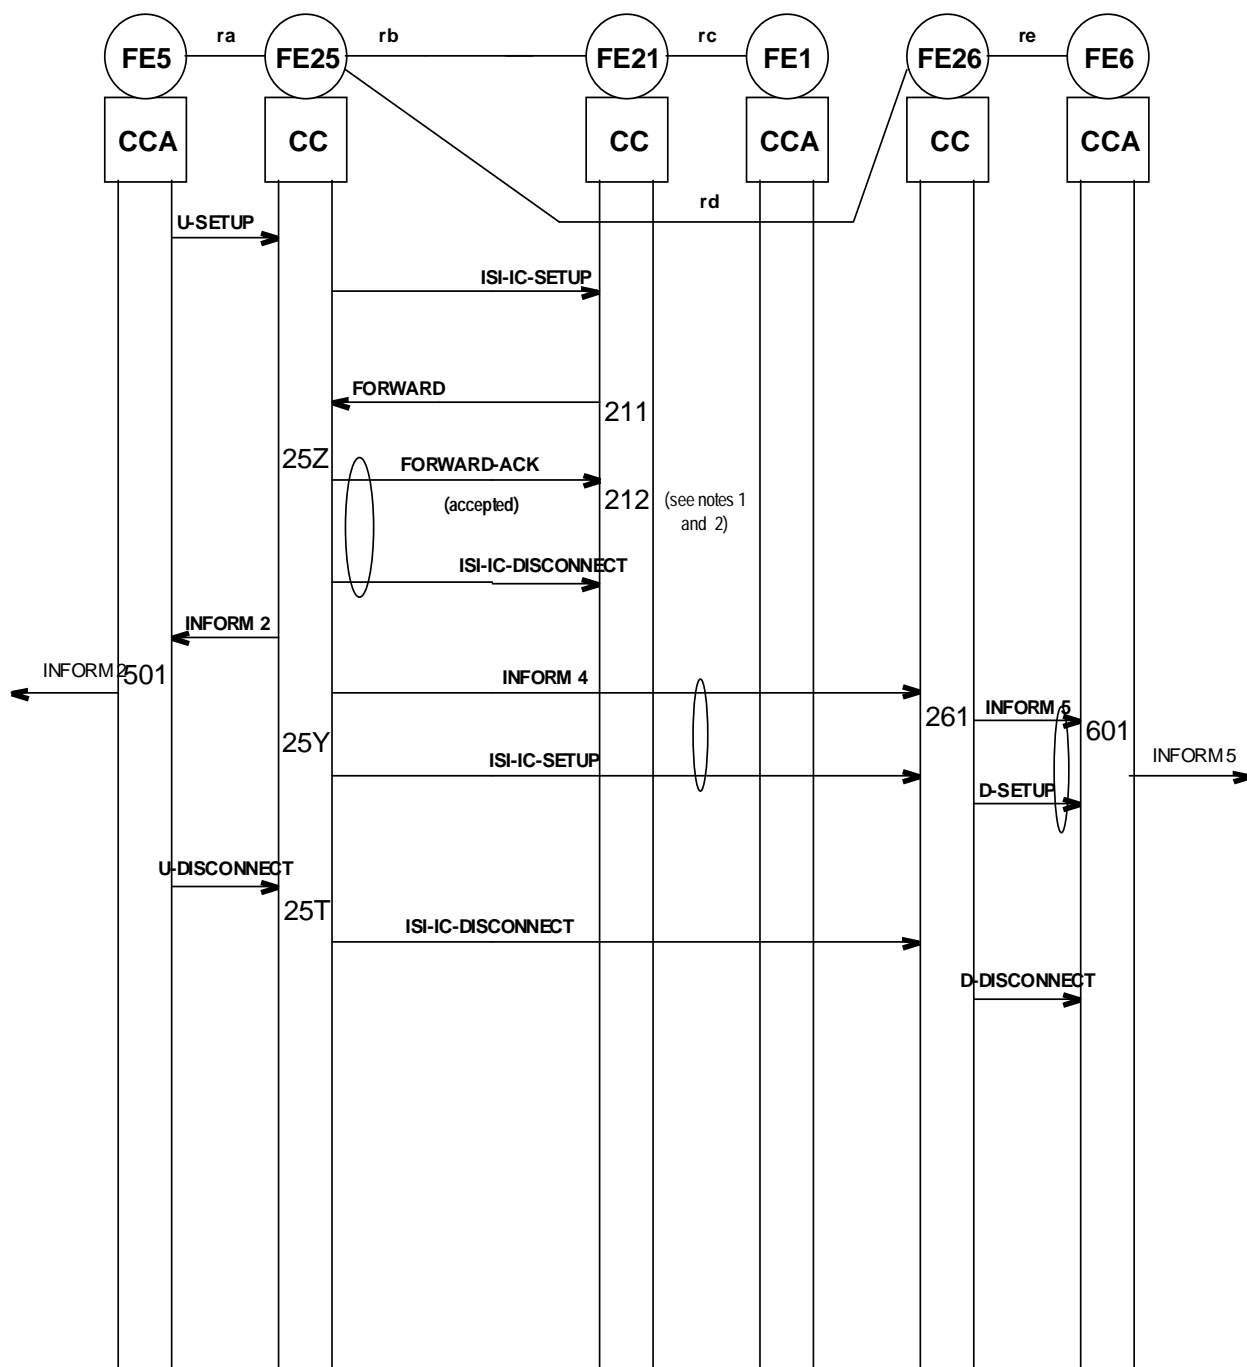 ra rb rc re
FE5 FE25 FE21 FE1 FE26 FE6
CCA CC CC CCA CC CCA
rd
U-SETUP
ISI-IC-SETUP
FORWARD
211
25Z
FORWARD-ACK
(accepted)
212
(see notes 1
and 2)
ISI-IC-DISCONNECT
INFORM 2
INFORM 2
501
INFORM 4
261
INFORM 5
601
25Y
ISI-IC-SETUP
INFORM 5
D-SETUP
U-DISCONNECT
25T
ISI-IC-DISCONNECT
D-DISCONNECT